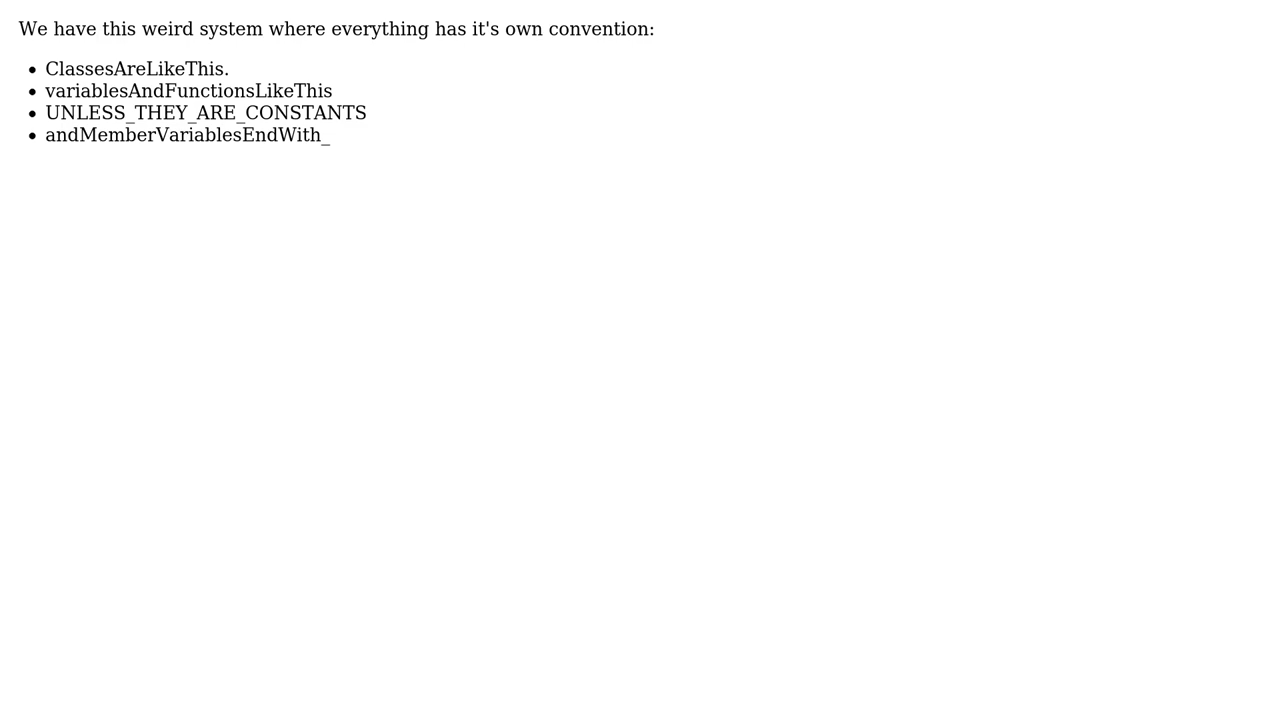 We have this weird system where everything has it's own convention:
• ClassesAreLikeThis.
• variablesAndFunctionsLikeThis
• UNLESS_THEY_ARE_CONSTANTS
• andMemberVariablesEndWith_